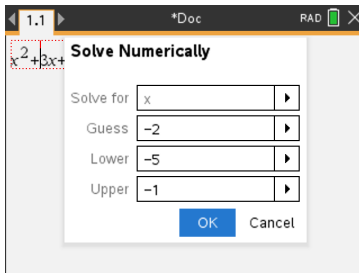 1.1 *Doc RAD
x²+3x+
Solve Numerically
Solve for x
Guess −2
Lower −5
Upper −1
OK Cancel